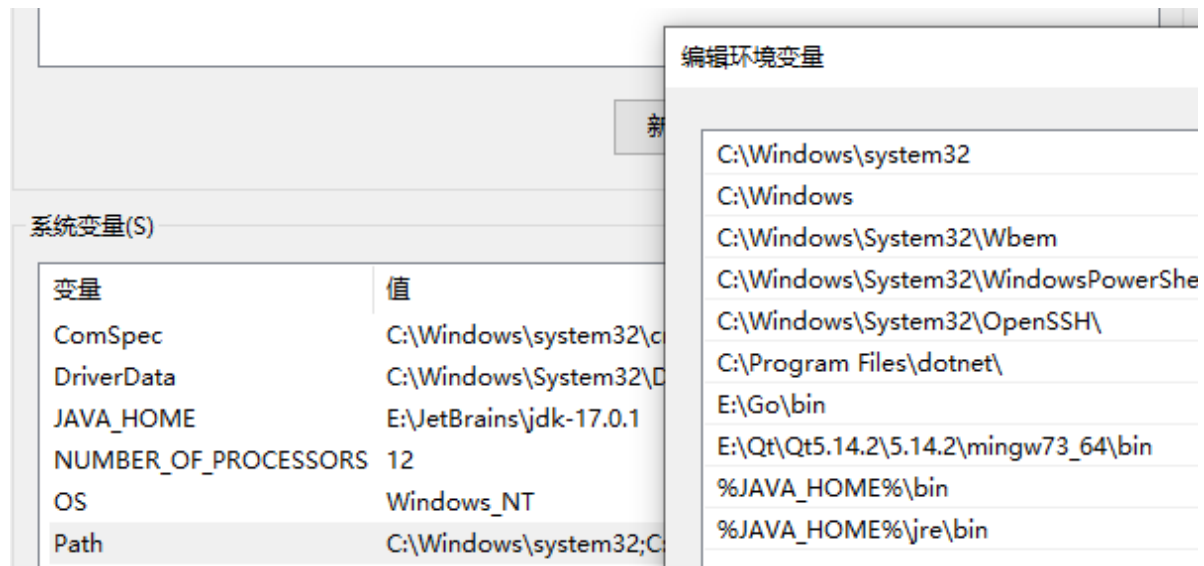 编辑环境变量
新
C:\Windows\system32
C:\Windows
C:\Windows\System32\Wbem
C:\Windows\System32\WindowsPowerShe
C:\Windows\System32\OpenSSH\
C:\Program Files\dotnet\
E:\Go\bin
E:\Qt\Qt5.14.2\5.14.2\mingw73_64\bin
%JAVA_HOME%\bin
%JAVA_HOME%\jre\bin
系统变量(S)
变量 值
ComSpec C:\Windows\system32\c
DriverData C:\Windows\System32\D
JAVA_HOME E:\JetBrains\jdk-17.0.1
NUMBER_OF_PROCESSORS 12
OS Windows_NT
Path C:\Windows\system32;C: